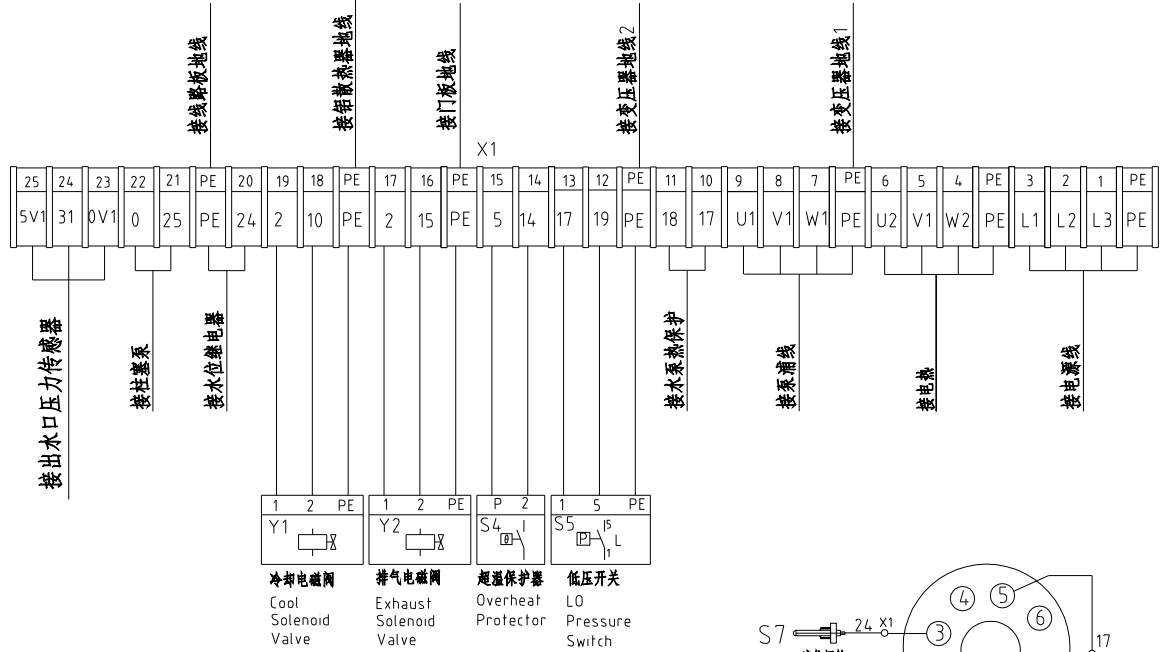 接线路板地线
接铝散热器地线
接门板地线
接变压器地线2
接变压器地线1
X1
25 24 23 22 21 PE 20 19 18 PE 17 16 PE 15 14 13 12 PE 11 10 9 8 7 PE 6 5 4 PE 3 2 1 PE
5V1 31 0V1 0 25 PE 24 2 10 PE 2 15 PE 5 14 17 19 PE 18 17 U1 V1 W1 PE U2 V1 W2 PE L1 L2 L3 PE
接出水口压力传感器
接柱塞泵
接水位继电器
接水泵热保护
接泵浦线
接电热
接电源线
1 2 PE
Y1
冷却电磁阀
Cool
Solenoid
Valve
1 2 PE
Y2
排气电磁阀
Exhaust
Solenoid
Valve
P 2
S4
θ
超温保护器
Overheat
Protector
1 5 PE
S5
5
P L
1
低压开关
LO
Pressure
Switch
S7 24 X1
3 4 5 6
17